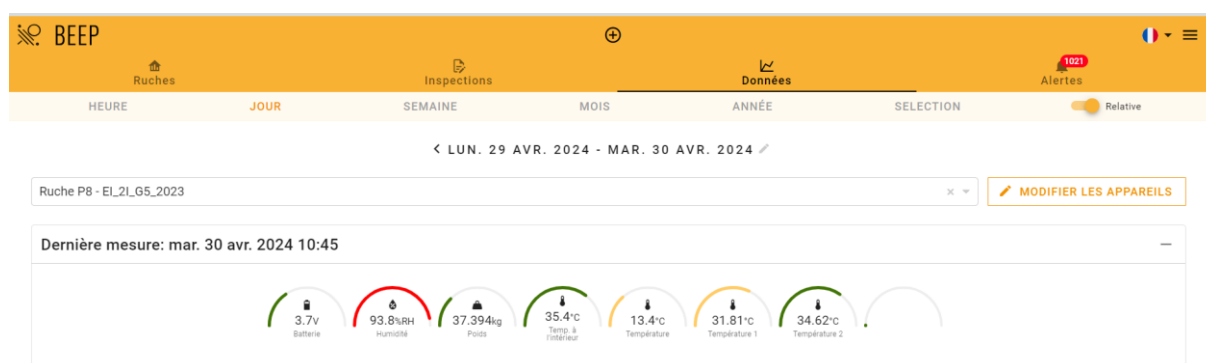 BEEP
Ruches
Inspections
Données
1021
Alertes
HEURE JOUR SEMAINE MOIS ANNÉE SELECTION Relative
< LUN. 29 AVR. 2024 - MAR. 30 AVR. 2024
Ruche P8 - EI_2I_G5_2023
MODIFIER LES APPAREILS
Dernière mesure: mar. 30 avr. 2024 10:45
3.7V
Batterie
93.8%RH
Humidité
37.394kg
Poids
35.4°C
Temp. à
l'intérieur
13.4°C
Température
31.81°C
Température 1
34.62°C
Température 2